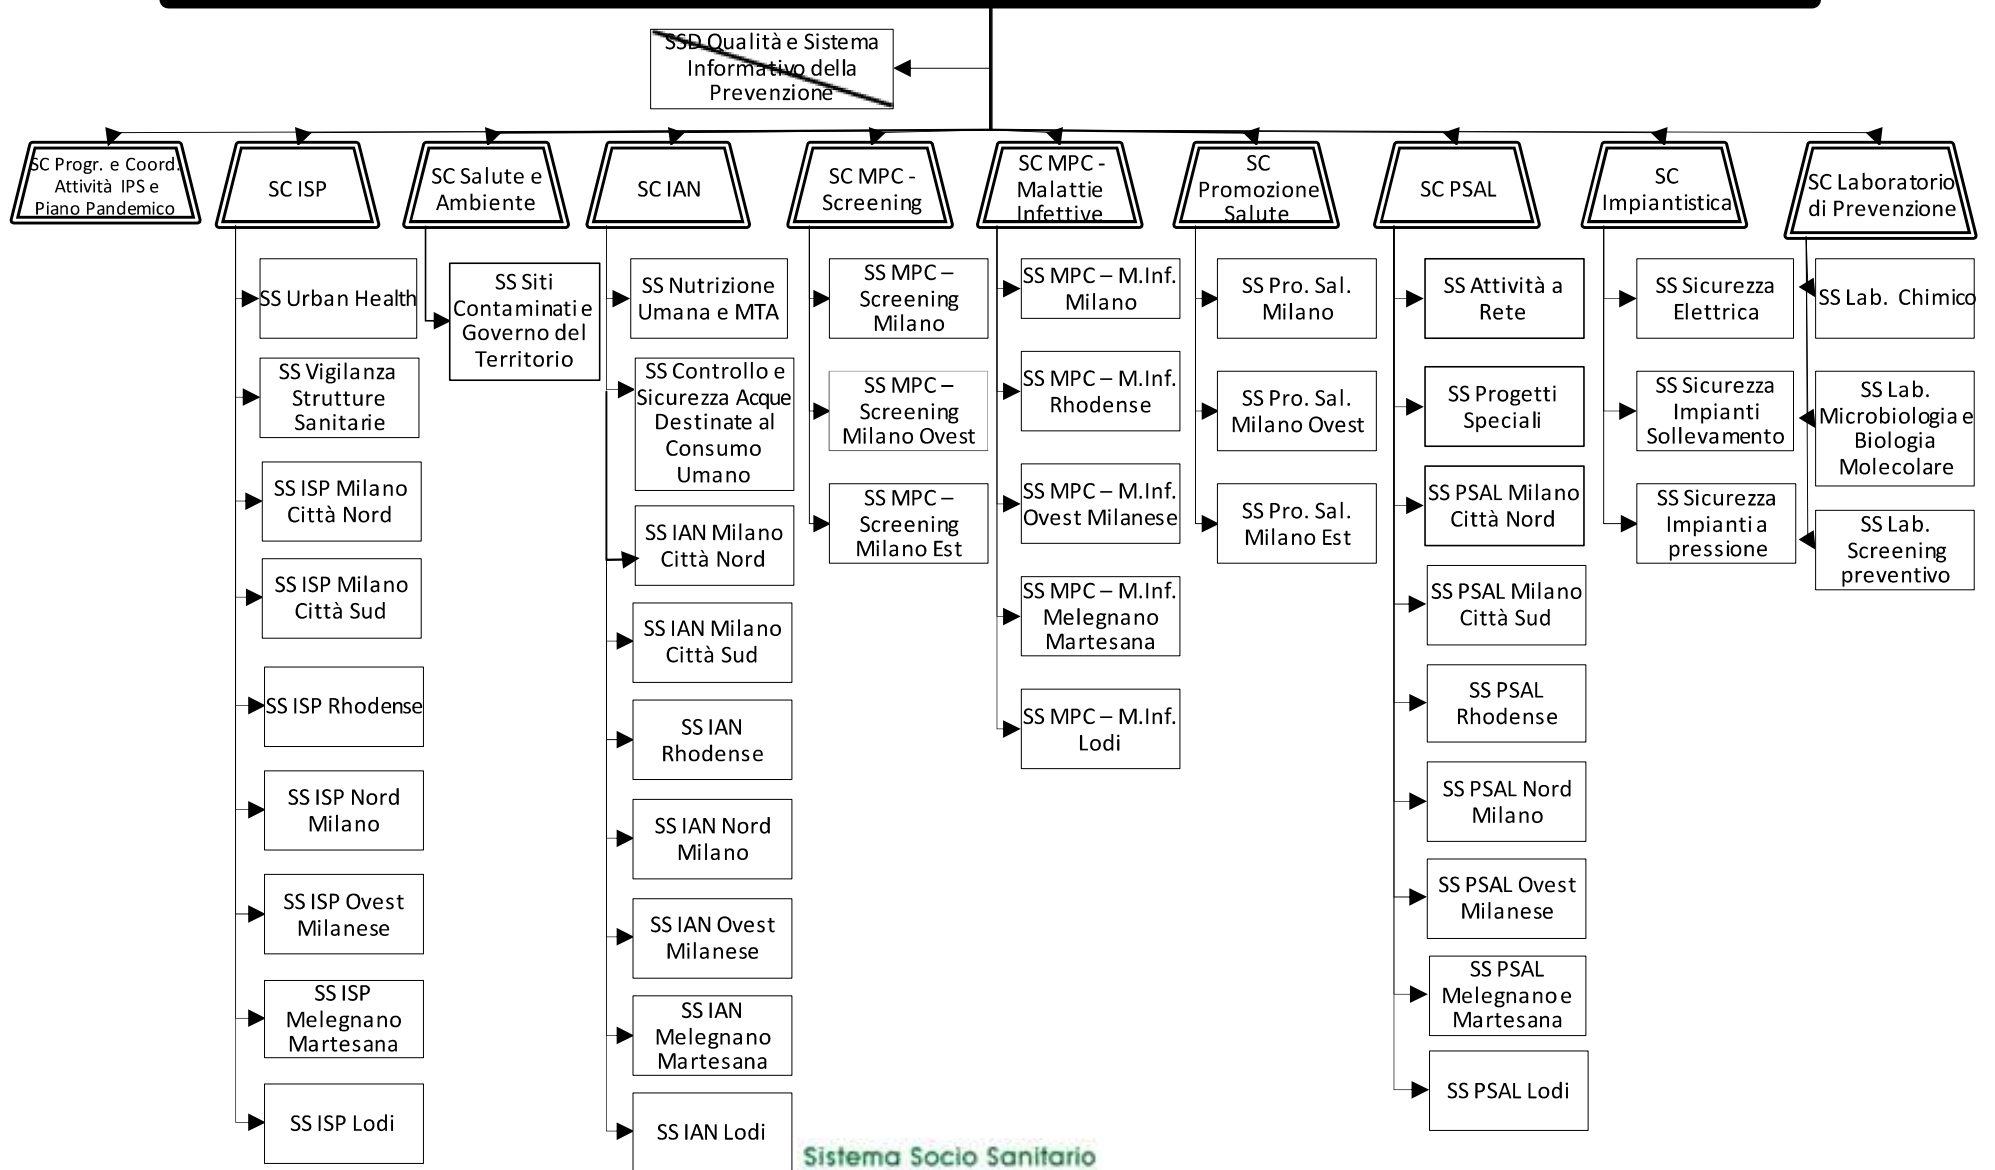 SSD Qualità e Sistema
Informativo della
Prevenzione
SC Progr. e Coord.
Attività IPS e
Piano Pandemico
SC ISP
SC Salute e
Ambiente
SC IAN
SC MPC -
Screening
SC MPC -
Malattie
Infettive
SC
Promozione
Salute
SC PSAL
SC
Impiantistica
SC Laboratorio
di Prevenzione
SS Urban Health
SS Vigilanza
Strutture
Sanitarie
SS ISP Milano
Città Nord
SS ISP Milano
Città Sud
SS ISP Rhodense
SS ISP Nord
Milano
SS ISP Ovest
Milanese
SS ISP
Melegnano
Martesana
SS ISP Lodi
SS Siti
Contaminati e
Governo del
Territorio
SS Nutrizione
Umana e MTA
SS Controllo e
Sicurezza Acque
Destinate al
Consumo
Umano
SS IAN Milano
Città Nord
SS IAN Milano
Città Sud
SS IAN
Rhodense
SS IAN Nord
Milano
SS IAN Ovest
Milanese
SS IAN
Melegnano
Martesana
SS IAN Lodi
SS MPC –
Screening
Milano
SS MPC –
Screening
Milano Ovest
SS MPC –
Screening
Milano Est
SS MPC – M.Inf.
Milano
SS MPC – M.Inf.
Rhodense
SS MPC – M.Inf.
Ovest Milanese
SS MPC – M.Inf.
Melegnano
Martesana
SS MPC – M.Inf.
Lodi
SS Pro. Sal.
Milano
SS Pro. Sal.
Milano Ovest
SS Pro. Sal.
Milano Est
SS Attività a
Rete
SS Progetti
Speciali
SS PSAL Milano
Città Nord
SS PSAL Milano
Città Sud
SS PSAL
Rhodense
SS PSAL Nord
Milano
SS PSAL Ovest
Milanese
SS PSAL
Melegnano e
Martesana
SS PSAL Lodi
SS Sicurezza
Elettrica
SS Sicurezza
Impianti
Sollevamento
SS Sicurezza
Impianti a
pressione
SS Lab. Chimico
SS Lab.
Microbiologia e
Biologia
Molecolare
SS Lab.
Screening
preventivo
Sistema Socio Sanitario